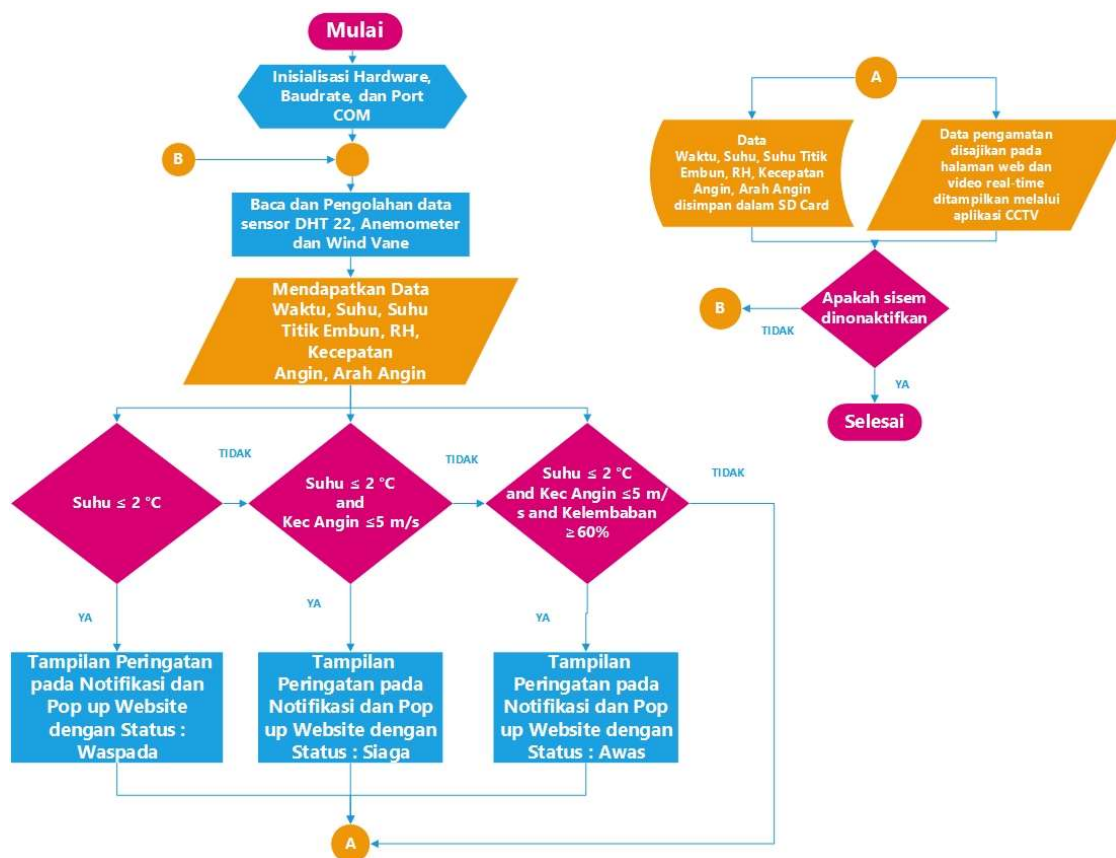 Mulai
Inisialisasi Hardware,
Baudrate, dan Port
COM
B
Baca dan Pengolahan data
sensor DHT 22, Anemometer
dan Wind Vane
Mendapatkan Data
Waktu, Suhu, Suhu
Titik Embun, RH,
Kecepatan
Angin, Arah Angin
Suhu ≤ 2 °C
TIDAK
Suhu ≤ 2 °C
and
Kec Angin ≤5 m/s
TIDAK
Suhu ≤ 2 °C
and Kec Angin ≤5 m/
s and Kelembaban
≥60%
TIDAK
YA
YA
YA
Tampilan Peringatan
pada Notifikasi dan
Pop up Website
dengan Status :
Waspada
Tampilan
Peringatan pada
Notifikasi dan Pop
up Website dengan
Status : Siaga
Tampilan
Peringatan pada
Notifikasi dan Pop
up Website dengan
Status : Awas
A
A
Data
Waktu, Suhu, Suhu Titik
Embun, RH, Kecepatan
Angin, Arah Angin
disimpan dalam SD Card
Data pengamatan
disajikan pada
halaman web dan
video real-time
ditampilkan melalui
aplikasi CCTV
Apakah sisem
dinonaktifkan
B
TIDAK
YA
Selesai